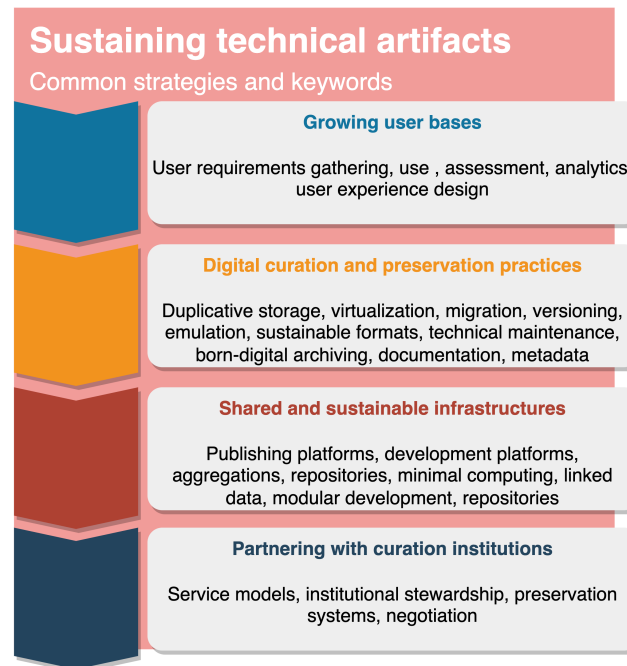 Sustaining technical artifacts
Common strategies and keywords
Growing user bases
User requirements gathering, use , assessment, analytics
user experience design
Digital curation and preservation practices
Duplicative storage, virtualization, migration, versioning,
emulation, sustainable formats, technical maintenance,
born-digital archiving, documentation, metadata
Shared and sustainable infrastructures
Publishing platforms, development platforms,
aggregations, repositories, minimal computing, linked
data, modular development, repositories
Partnering with curation institutions
Service models, institutional stewardship, preservation
systems, negotiation